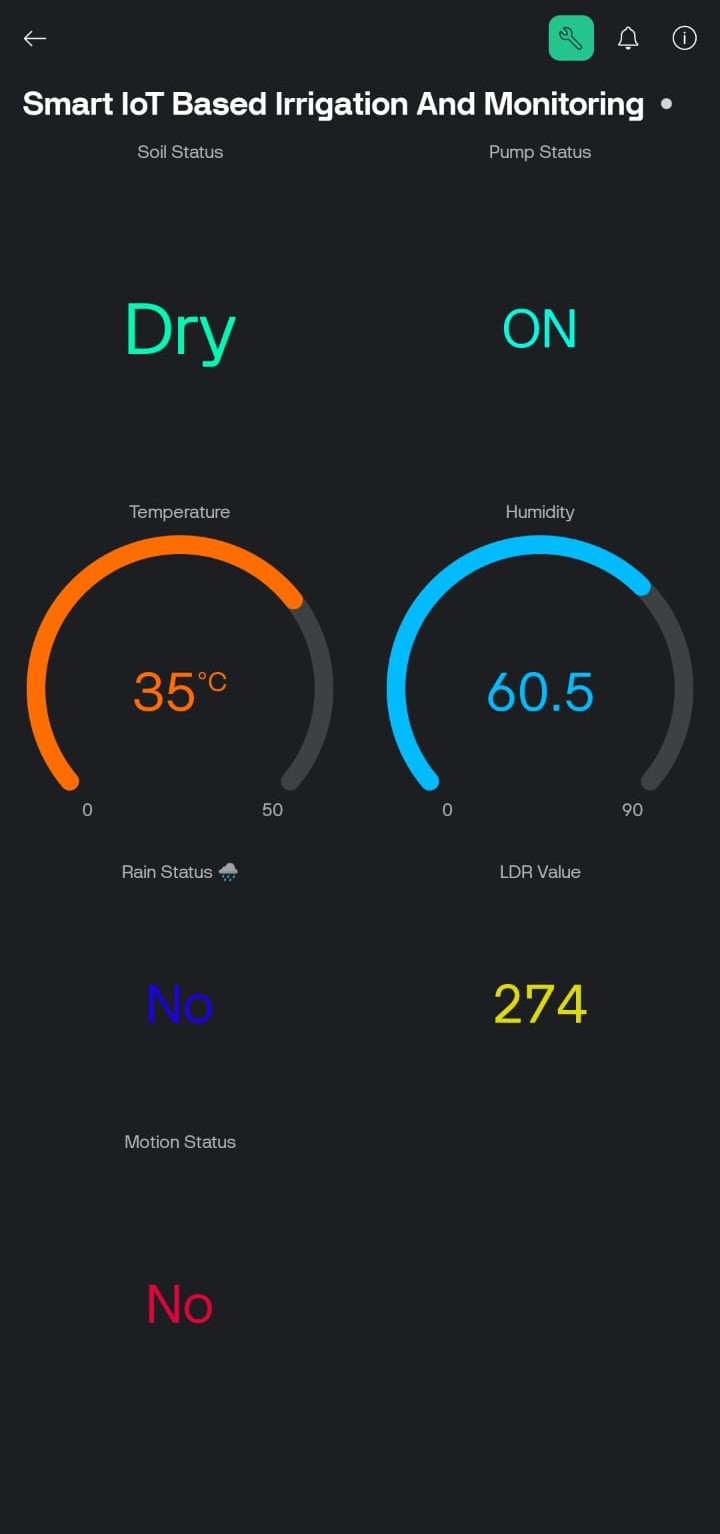 Smart IoT Based Irrigation And Monitoring
Soil Status
Pump Status
Dry
ON
Temperature
Humidity
35°C
60.5
0
50
0
90
Rain Status 🌧️
LDR Value
No
274
Motion Status
No